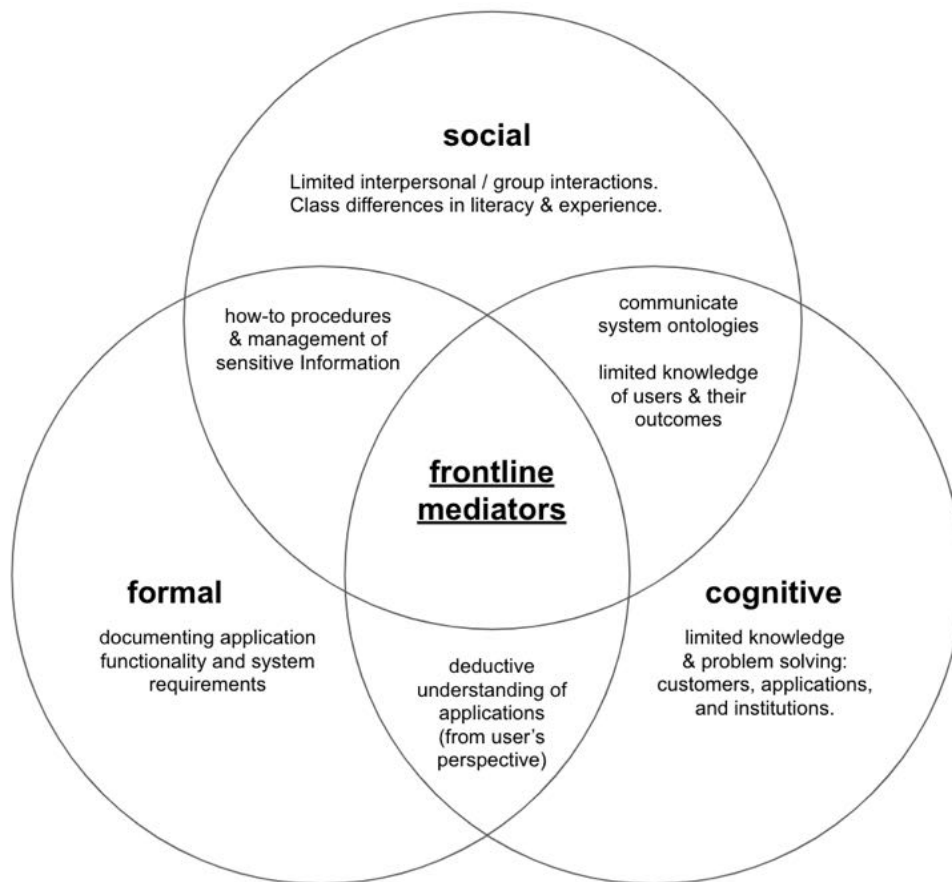 social
Limited interpersonal / group interactions.
Class differences in literacy & experience.
how-to procedures
& management of
sensitive Information
communicate
system ontologies
limited knowledge
of users & their
outcomes
frontline
mediators
formal
documenting application
functionality and system
requirements
cognitive
limited knowledge
& problem solving:
customers, applications,
and institutions.
deductive
understanding of
applications
(from user's
perspective)